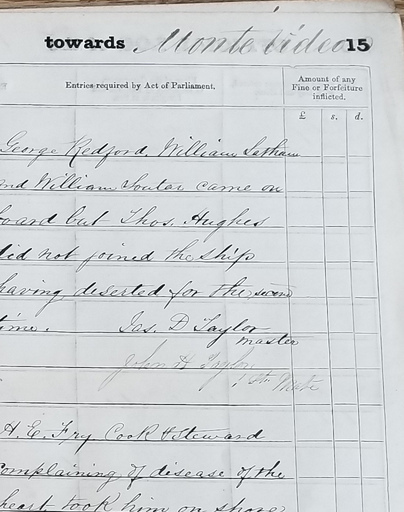 towards Monte Video 15
Entries required by Act of Parliament.
Amount of any
Fine or Forfeiture
inflicted.
£ s. d.
George Redford, William Latham
and William Soutar came on
board but Thos. Hughes
did not joined the ship
having deserted for the second
time. Jas. D Taylor
master
John H Taylor
1st Mate
H. E. Fry Cook & Steward
Complaining of disease of the
heart took him on shore